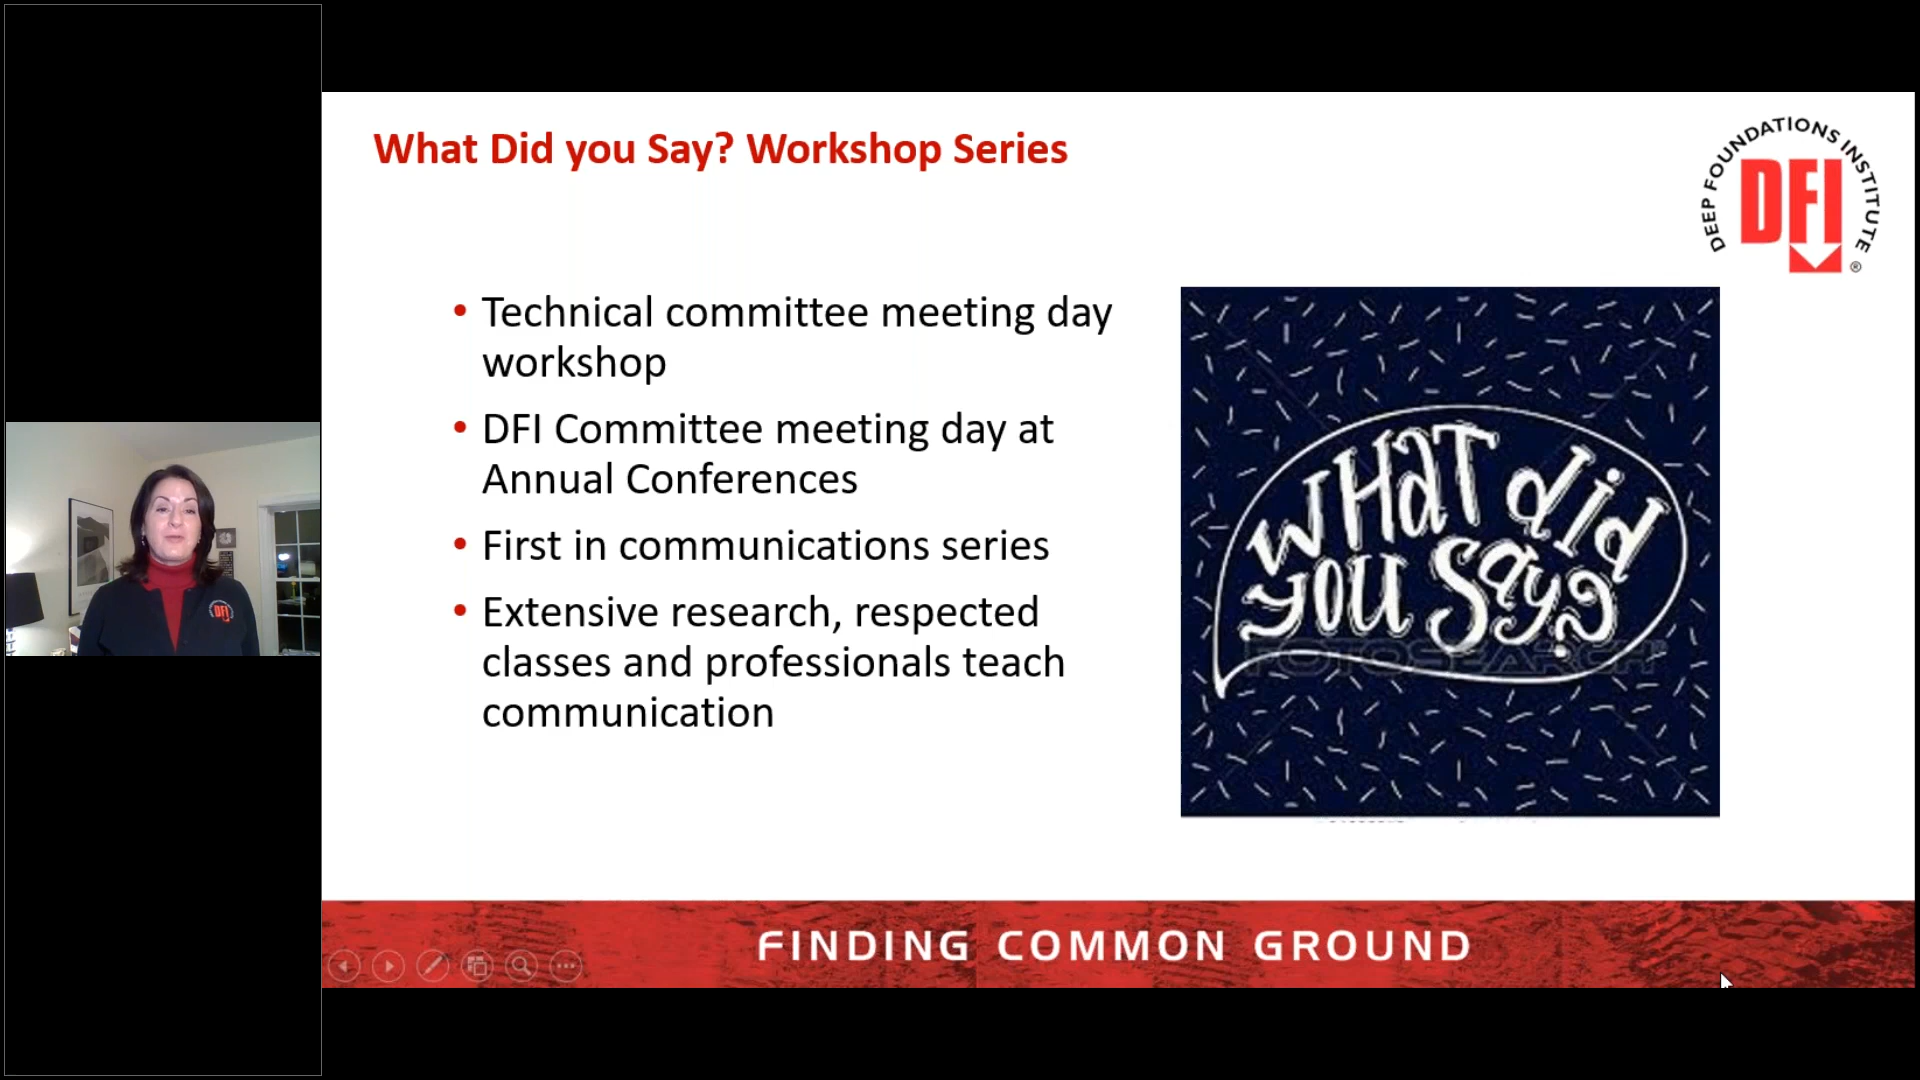 What Did you Say? Workshop Series
DEEP FOUNDATIONS INSTITUTE
DFI
®
• Technical committee meeting day
workshop
• DFI Committee meeting day at
Annual Conferences
• First in communications series
• Extensive research, respected
classes and professionals teach
communication
WHat did
you Say?
FOTOSEARCH
DFI
FINDING COMMON GROUND